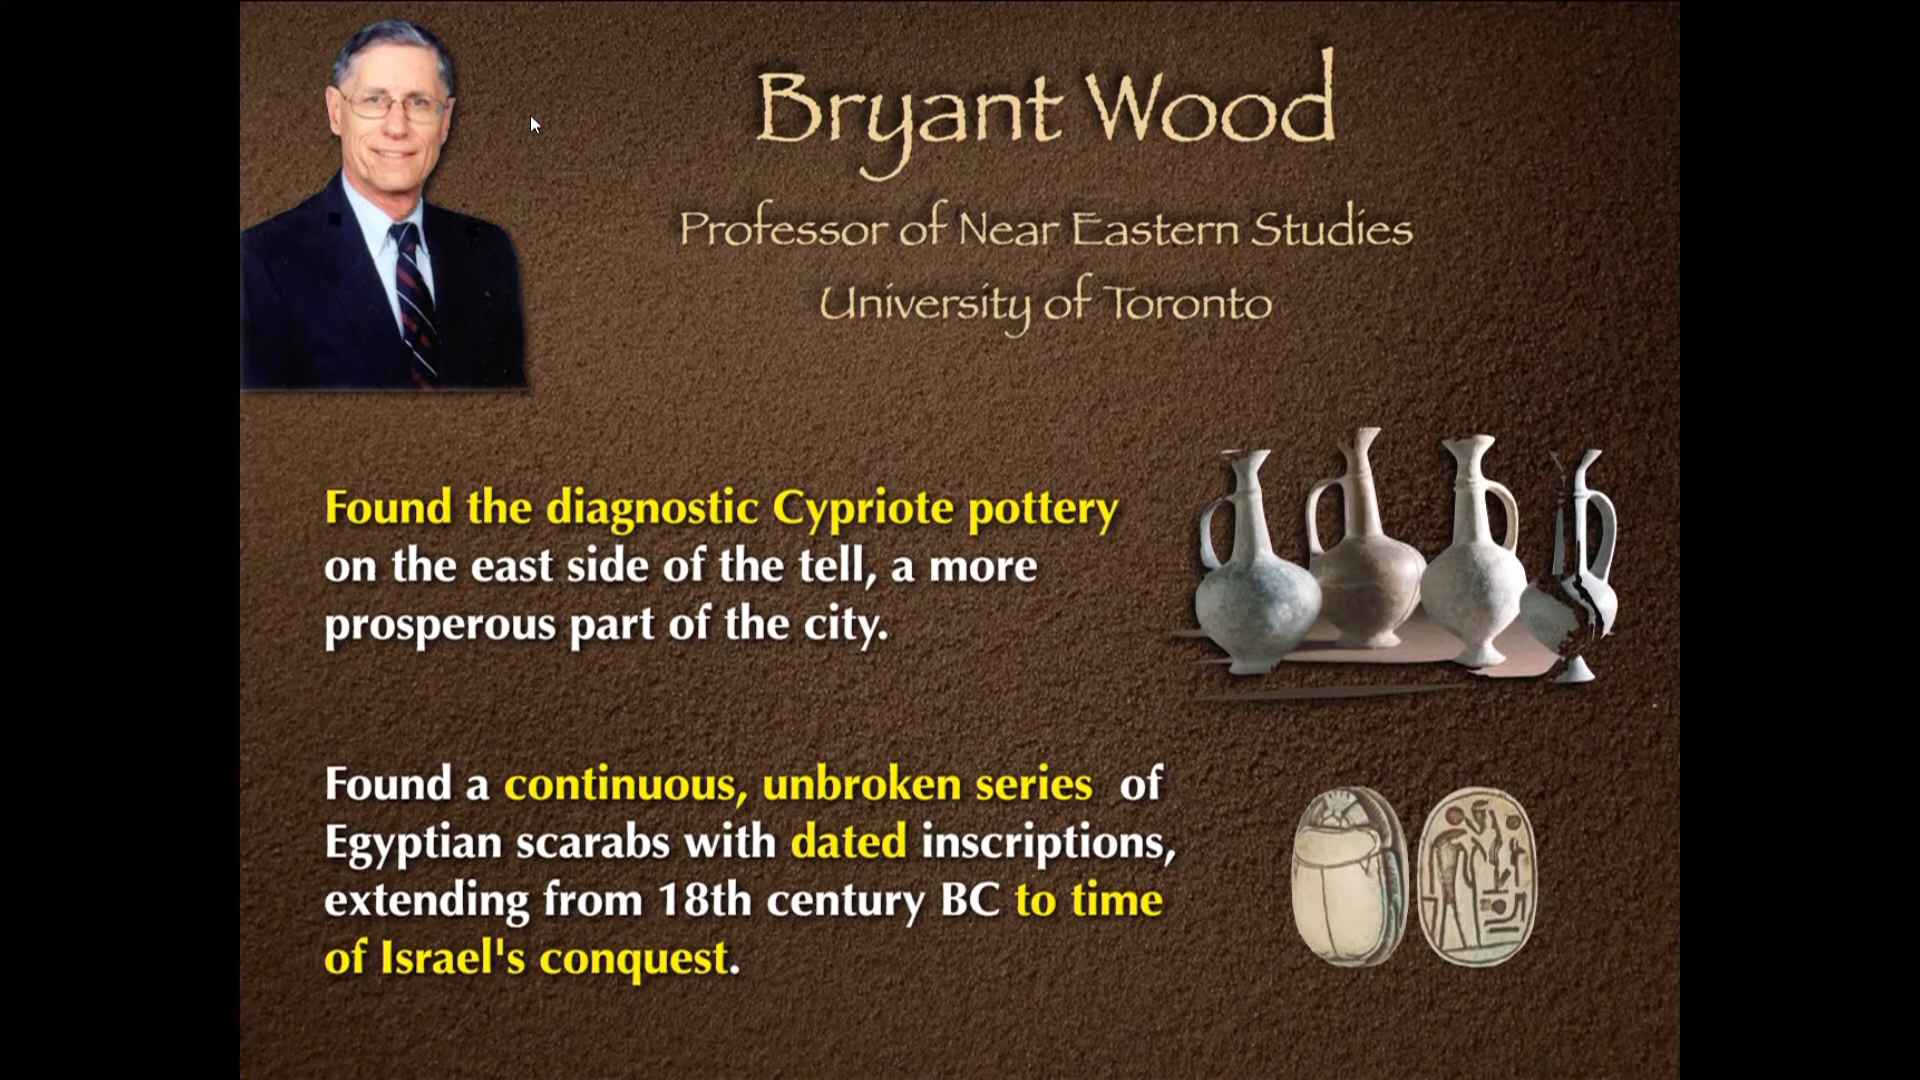 Bryant Wood
Professor of Near Eastern Studies
University of Toronto
Found the diagnostic Cypriote pottery
on the east side of the tell, a more
prosperous part of the city.
Found a continuous, unbroken series of
Egyptian scarabs with dated inscriptions,
extending from 18th century BC to time
of Israel's conquest.